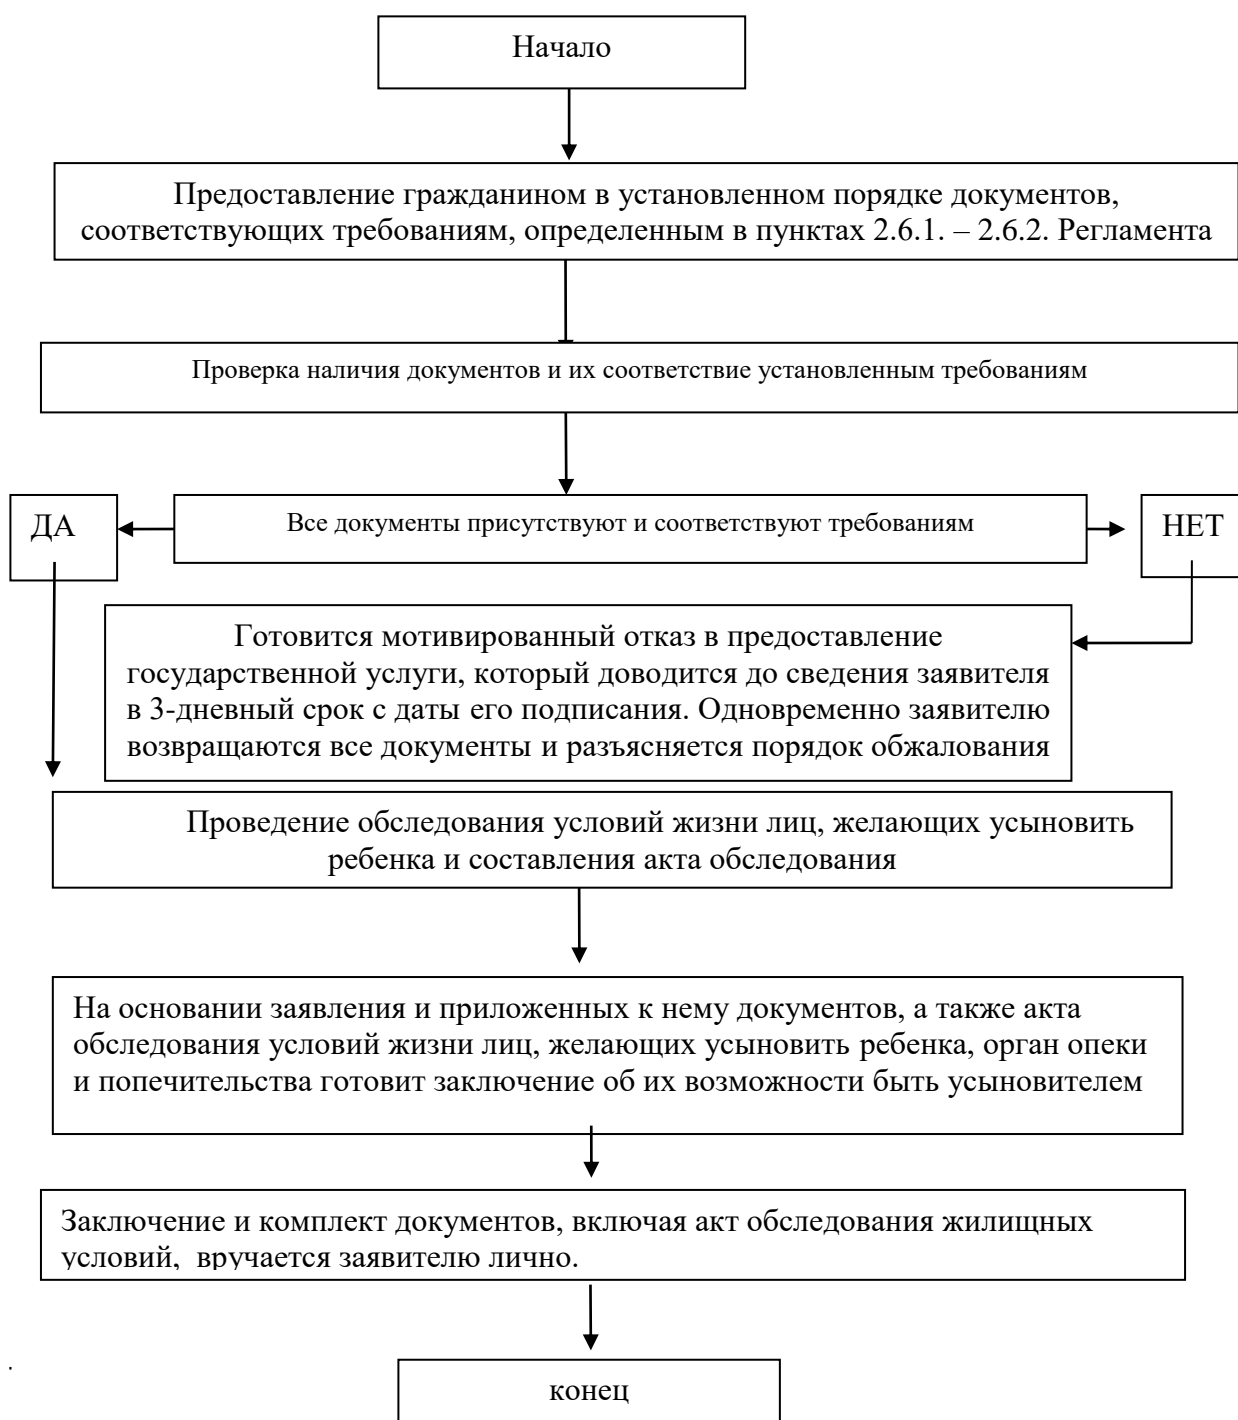 Начало
Предоставление гражданином в установленном порядке документов,
соответствующих требованиям, определенным в пунктах 2.6.1. – 2.6.2. Регламента
Проверка наличия документов и их соответствие установленным требованиям
ДА
Все документы присутствуют и соответствуют требованиям
НЕТ
Готовится мотивированный отказ в предоставление
государственной услуги, который доводится до сведения заявителя
в 3-дневный срок с даты его подписания. Одновременно заявителю
возвращаются все документы и разъясняется порядок обжалования
Проведение обследования условий жизни лиц, желающих усыновить
ребенка и составления акта обследования
На основании заявления и приложенных к нему документов, а также акта
обследования условий жизни лиц, желающих усыновить ребенка, орган опеки
и попечительства готовит заключение об их возможности быть усыновителем
Заключение и комплект документов, включая акт обследования жилищных
условий, вручается заявителю лично.
.
конец